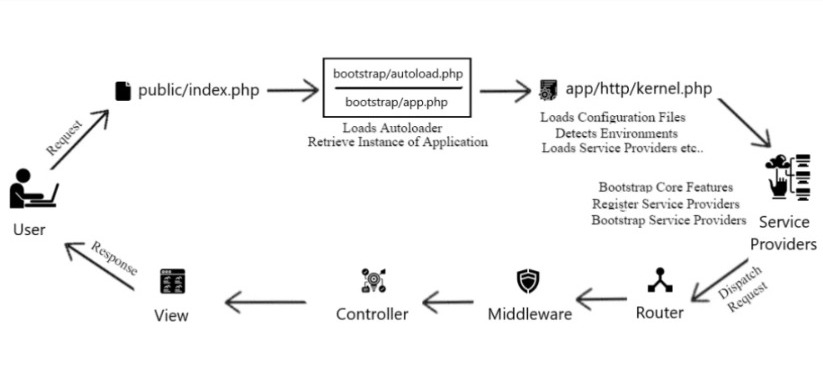 public/index.php
bootstrap/autoload.php
bootstrap/app.php
Loads Autoloader
Retrieve Instance of Application
app/http/kernel.php
Loads Configuration Files
Detects Environments
Loads Service Providers etc..
Request
User
Bootstrap Core Features
Register Service Providers
Bootstrap Service Providers
Service
Providers
Dispatch
Request
Router
Middleware
Controller
View
Response